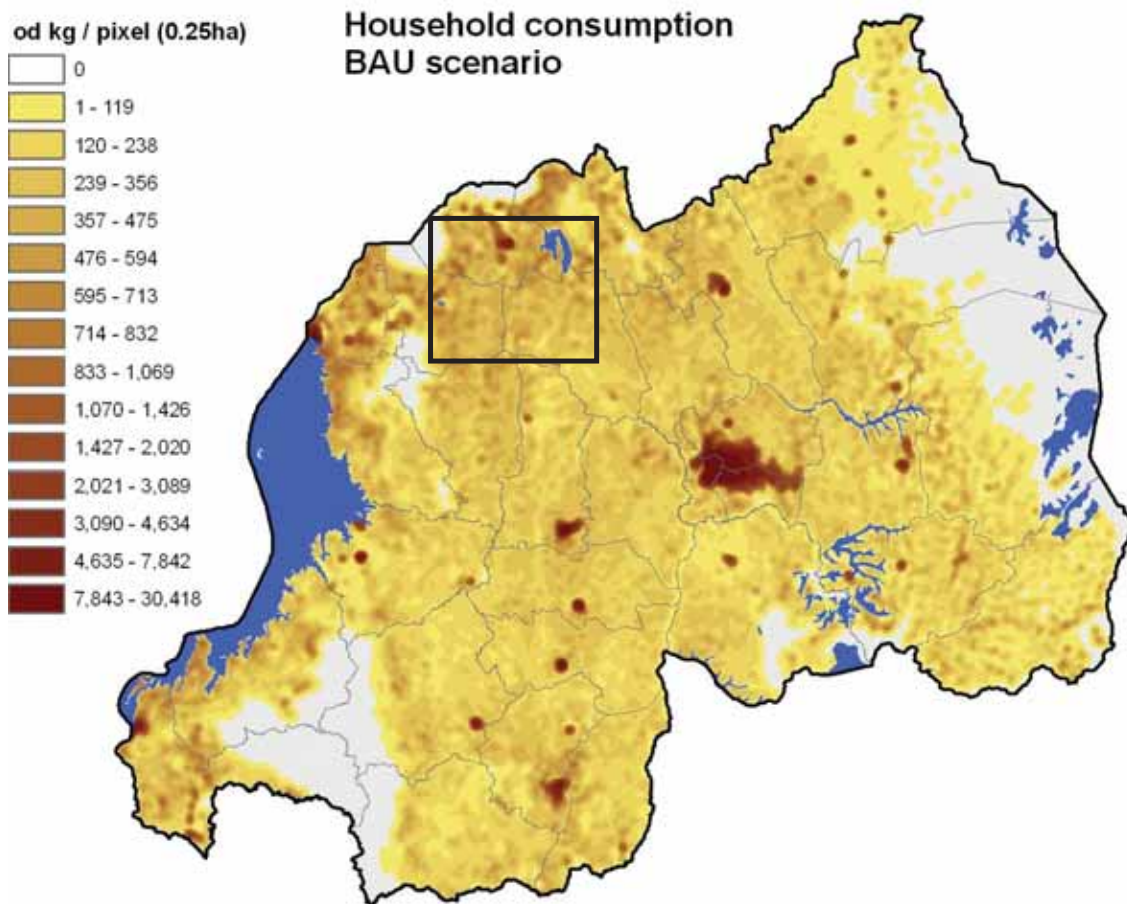 od kg / pixel (0.25ha)
Household consumption
BAU scenario
0
1 - 119
120 - 238
239 - 356
357 - 475
476 - 594
595 - 713
714 - 832
833 - 1,069
1,070 - 1,426
1,427 - 2,020
2,021 - 3,089
3,090 - 4,634
4,635 - 7,842
7,843 - 30,418